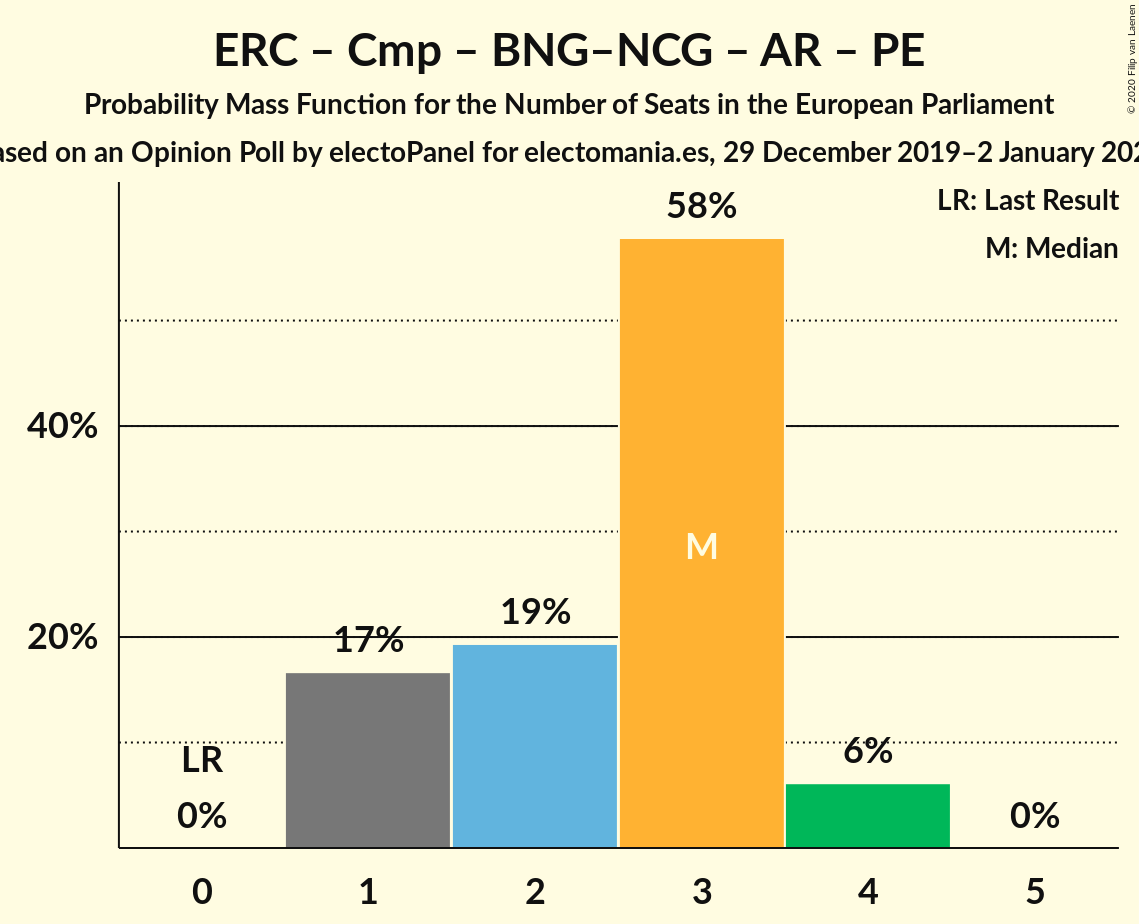 ERC – Cmp – BNG–NCG – AR – PE
Probability Mass Function for the Number of Seats in the European Parliament
on an Opinion Poll by electoPanel for electomania.es, 29 December 2019–2 January
© 2020 Filip van Laenen
LR: Last Result
M: Median
58%
40%
M
19%
20%
17%
LR
6%
0%
0%
0 1 2 3 4 5